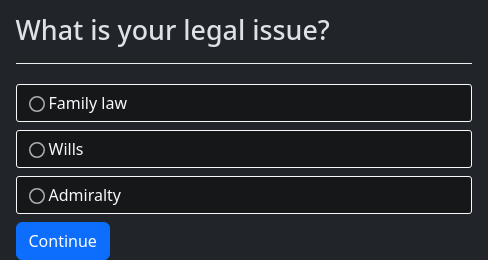 What is your legal issue?
Family law
Wills
Admiralty
Continue